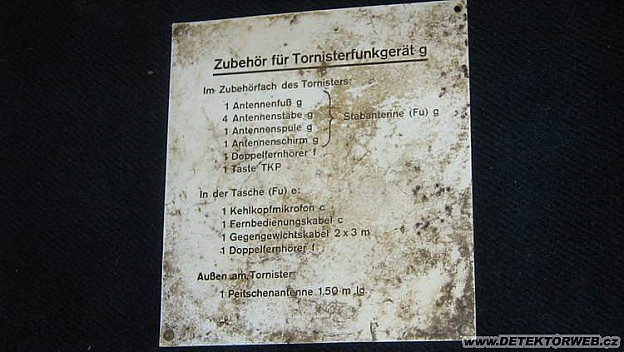 Zubehör für Tornisterfunkgerät g
Im Zubehörfach des Tornisters:
1 Antennenfuß g
4 Antennenstäbe g
1 Antennenspule g
1 Antennenschirm g
Stabantenne (Fu) g
1 Doppelfernhörer f
1 Taste TKP
In der Tasche (Fu) e:
1 Kehlkopfmikrofon c
1 Fernbedienungskabel c
1 Gegengewichtskabel 2 x 3 m
1 Doppelfernhörer f
Außen am Tornister:
1 Peitschenantenne 1,50 m lg.
WWW.DETEKTORWEB.CZ